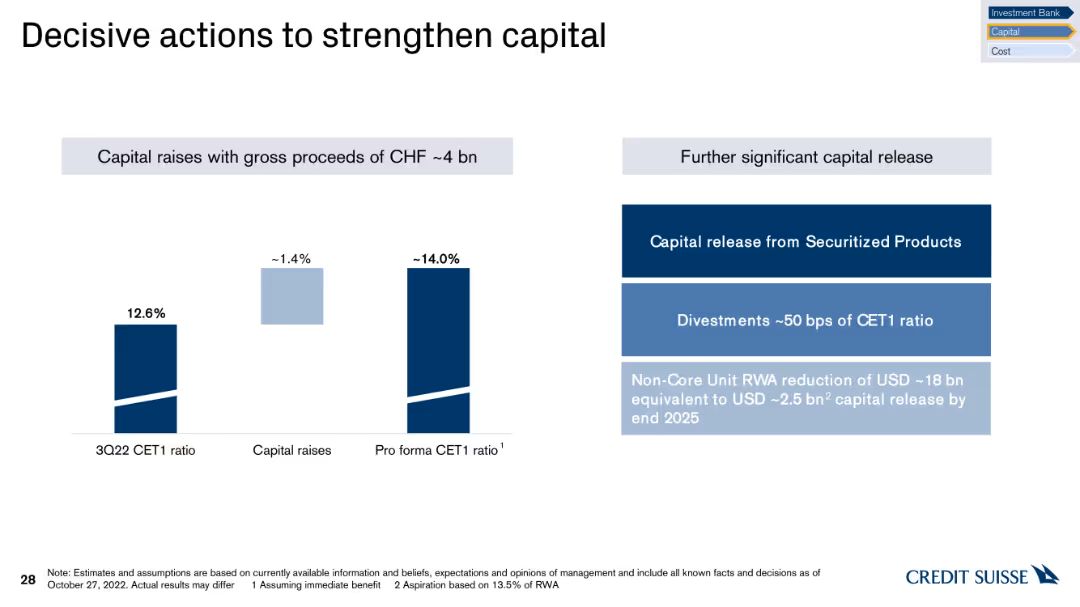 Decisive actions to strengthen capital
Investment Bank
Capital
Cost
Capital raises with gross proceeds of CHF ~4 bn
12.6%
~1.4%
~14.0%
3Q22 CET1 ratio
Capital raises
Pro forma CET1 ratio1
Further significant capital release
Capital release from Securitized Products
Divestments ~50 bps of CET1 ratio
Non-Core Unit RWA reduction of USD ~18 bn
equivalent to USD ~2.5 bn2 capital release by
end 2025
28
Note: Estimates and assumptions are based on currently available information and beliefs, expectations and opinions of management and include all known facts and decisions as of
October 27, 2022. Actual results may differ 1 Assuming immediate benefit 2 Aspiration based on 13.5% of RWA
CREDIT SUISSE